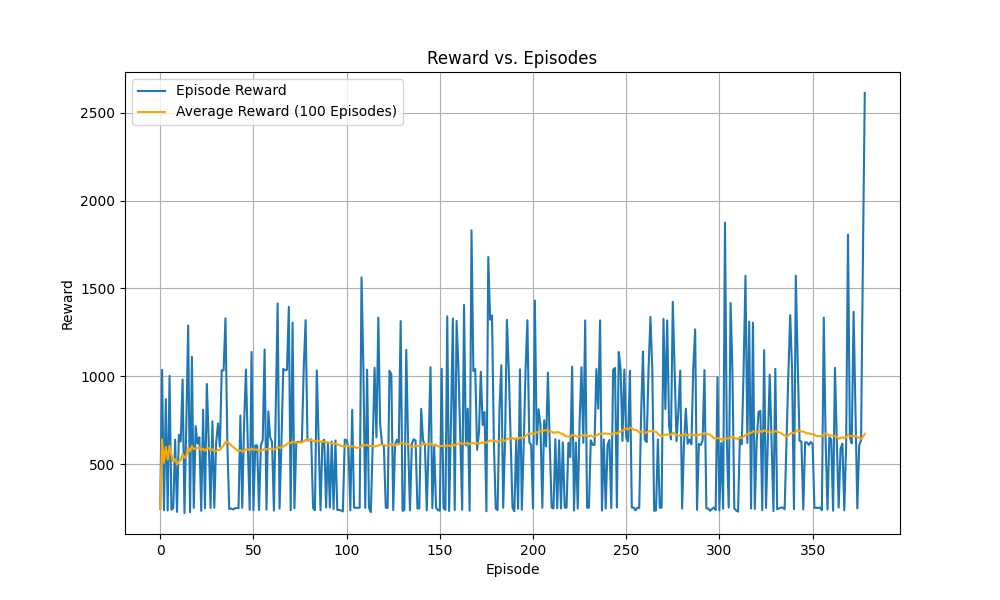 Reward vs. Episodes
Episode Reward
Average Reward (100 Episodes)
2500
2000
1500
1000
500
Reward
0 50 100 150 200 250 300 350
Episode